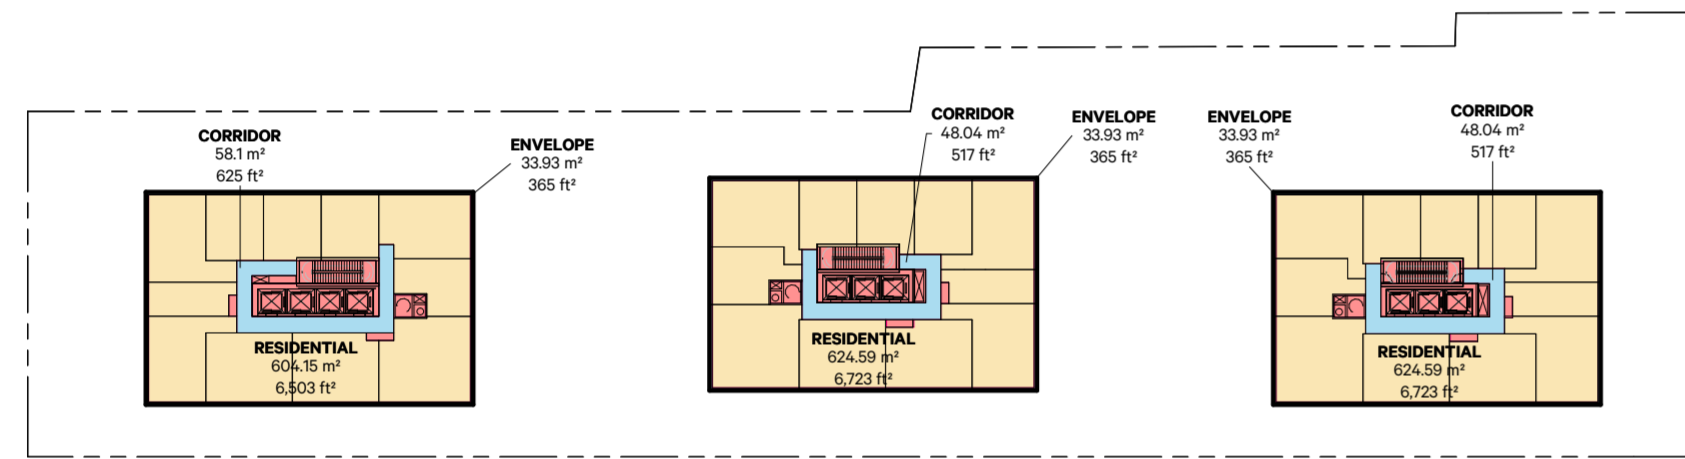 CORRIDOR
58.1 m²
625 ft²
ENVELOPE
33.93 m²
365 ft²
RESIDENTIAL
604.15 m²
6,503 ft²
CORRIDOR
48.04 m²
517 ft²
ENVELOPE
33.93 m²
365 ft²
RESIDENTIAL
624.59 m²
6,723 ft²
ENVELOPE
33.93 m²
365 ft²
CORRIDOR
48.04 m²
517 ft²
RESIDENTIAL
624.59 m²
6,723 ft²